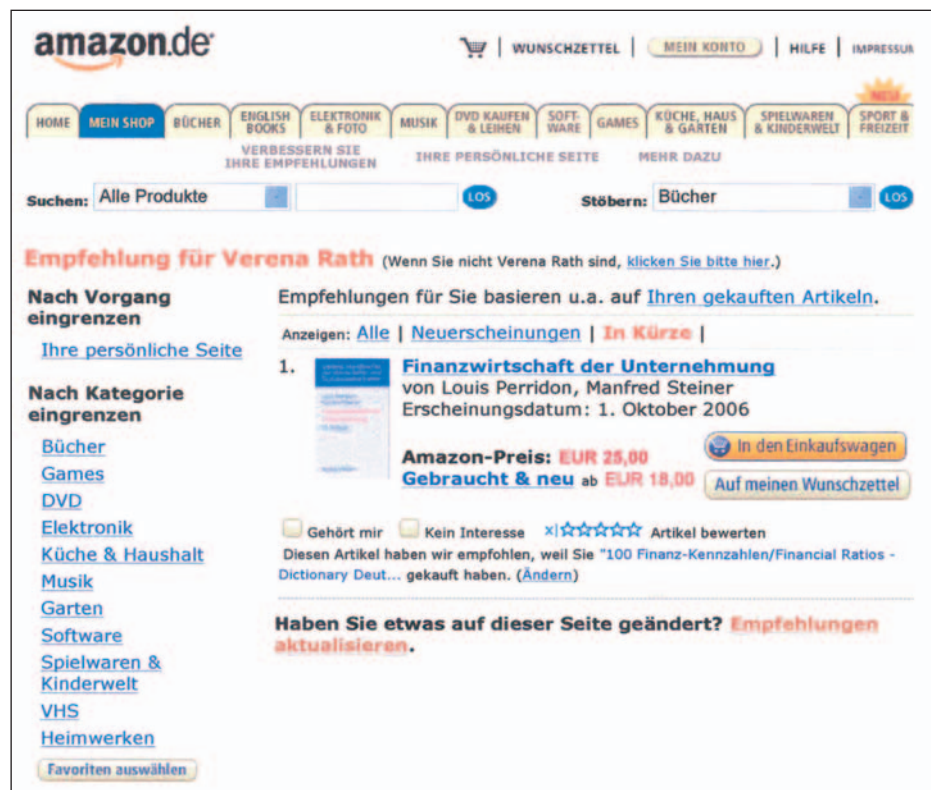 amazon.de
WUNSCHZETTEL | MEIN KONTO | HILFE | IMPRESSUM
NEU
HOME MEIN SHOP BÜCHER ENGLISH BOOKS ELEKTRONIK & FOTO MUSIK DVD KAUFEN & LEIHEN SOFT-WARE GAMES KÜCHE, HAUS & GARTEN SPIELWAREN & KINDERWELT SPORT & FREIZEIT
VERBESSERN SIE IHRE EMPFEHLUNGEN IHRE PERSÖNLICHE SEITE MEHR DAZU
Suchen: Alle Produkte LOS Stöbern: Bücher LOS
Empfehlung für Verena Rath (Wenn Sie nicht Verena Rath sind, klicken Sie bitte hier.)
Nach Vorgang
eingrenzen
Ihre persönliche Seite
Nach Kategorie
eingrenzen
Bücher
Games
DVD
Elektronik
Küche & Haushalt
Musik
Garten
Software
Spielwaren &
Kinderwelt
VHS
Heimwerken
Favoriten auswählen
Empfehlungen für Sie basieren u.a. auf Ihren gekauften Artikeln.
Anzeigen: Alle | Neuerscheinungen | In Kürze |
1. Finanzwirtschaft der Unternehmung
von Louis Perridon, Manfred Steiner
Erscheinungsdatum: 1. Oktober 2006
In den Einkaufswagen
Amazon-Preis: EUR 25,00
Gebraucht & neu ab EUR 18,00
Auf meinen Wunschzettel
Gehört mir Kein Interesse x|☆☆☆☆☆ Artikel bewerten
Diesen Artikel haben wir empfohlen, weil Sie "100 Finanz-Kennzahlen/Financial Ratios -
Dictionary Deut... gekauft haben. (Ändern)
Haben Sie etwas auf dieser Seite geändert? Empfehlungen
aktualisieren.